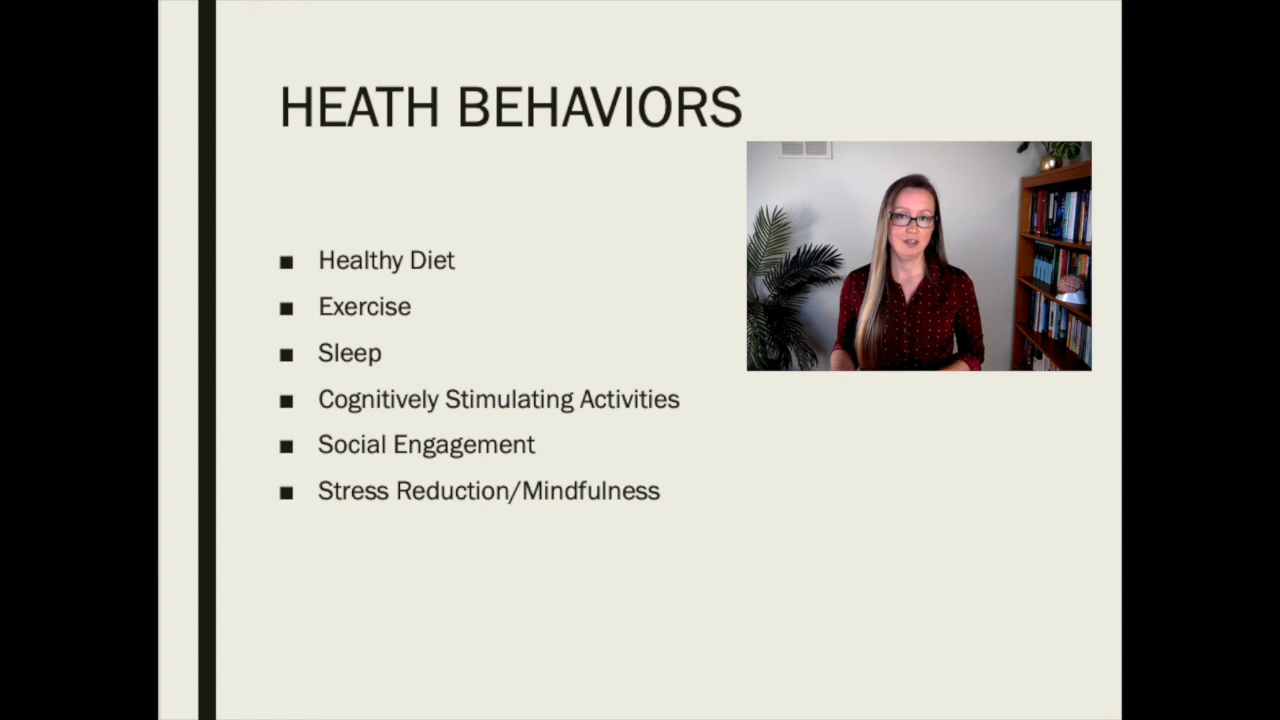 HEATH BEHAVIORS
■ Healthy Diet
■ Exercise
■ Sleep
■ Cognitively Stimulating Activities
■ Social Engagement
■ Stress Reduction/Mindfulness